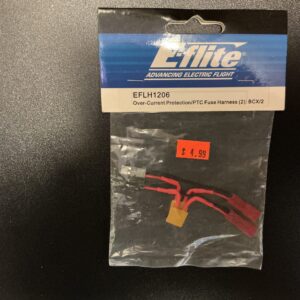 E-flite
ADVANCING ELECTRIC FLIGHT
EFLH1206
Over-Current Protection/PTC Fuse Harness (2): BCX/2
$ 4.99